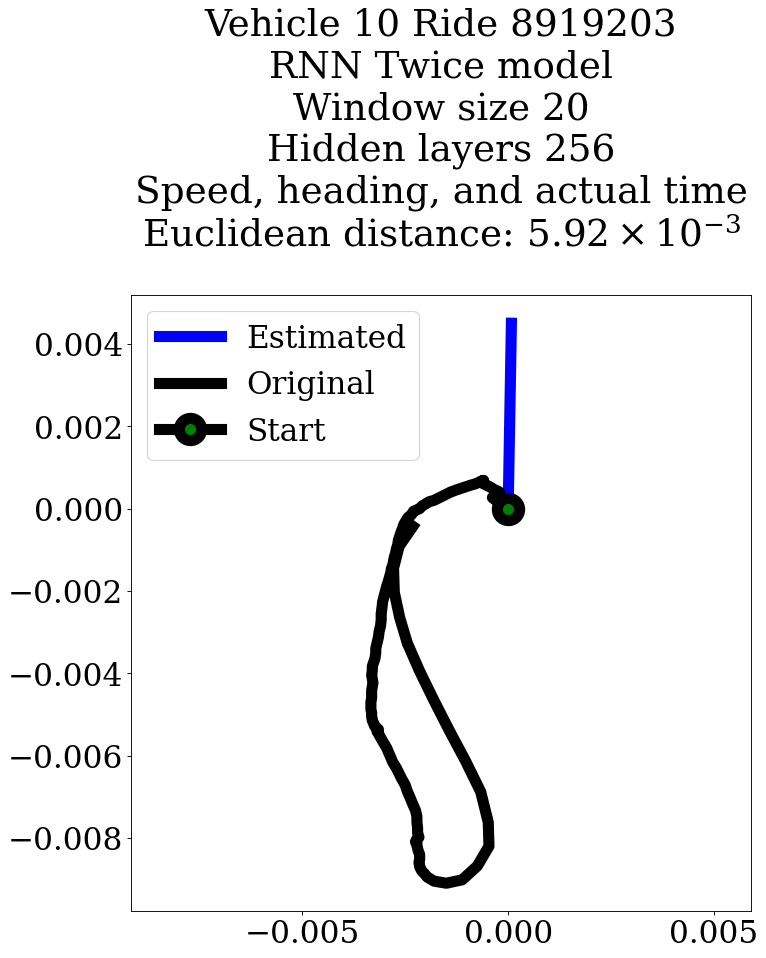 Vehicle 10 Ride 8919203
RNN Twice model
Window size 20
Hidden layers 256
Speed, heading, and actual time
Euclidean distance: 5.92 × 10⁻³
Estimated
Original
Start
0.004
0.002
0.000
−0.002
−0.004
−0.006
−0.008
−0.005 0.000 0.005